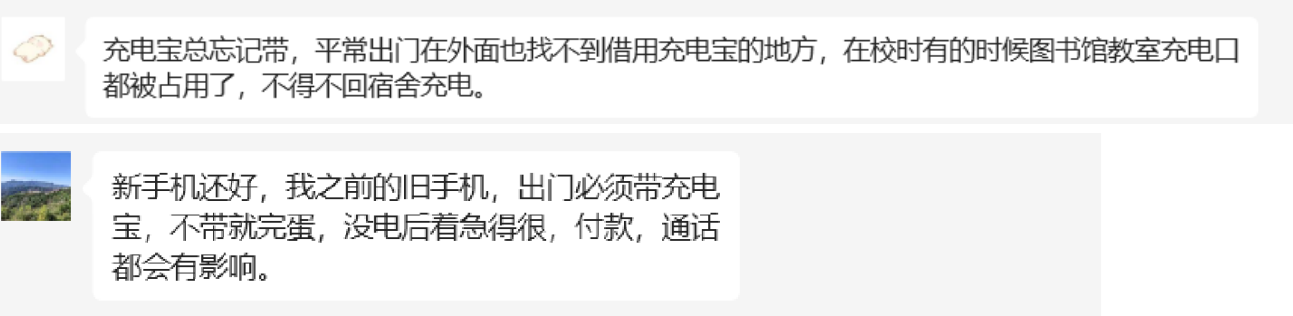 充电宝总忘记带，平常出门在外面也找不到借用充电宝的地方，在校时有的时候图书馆教室充电口
都被占用了，不得不回宿舍充电。
新手机还好，我之前的旧手机，出门必须带充电
宝，不带就完蛋，没电后着急得很，付款，通话
都会有影响。